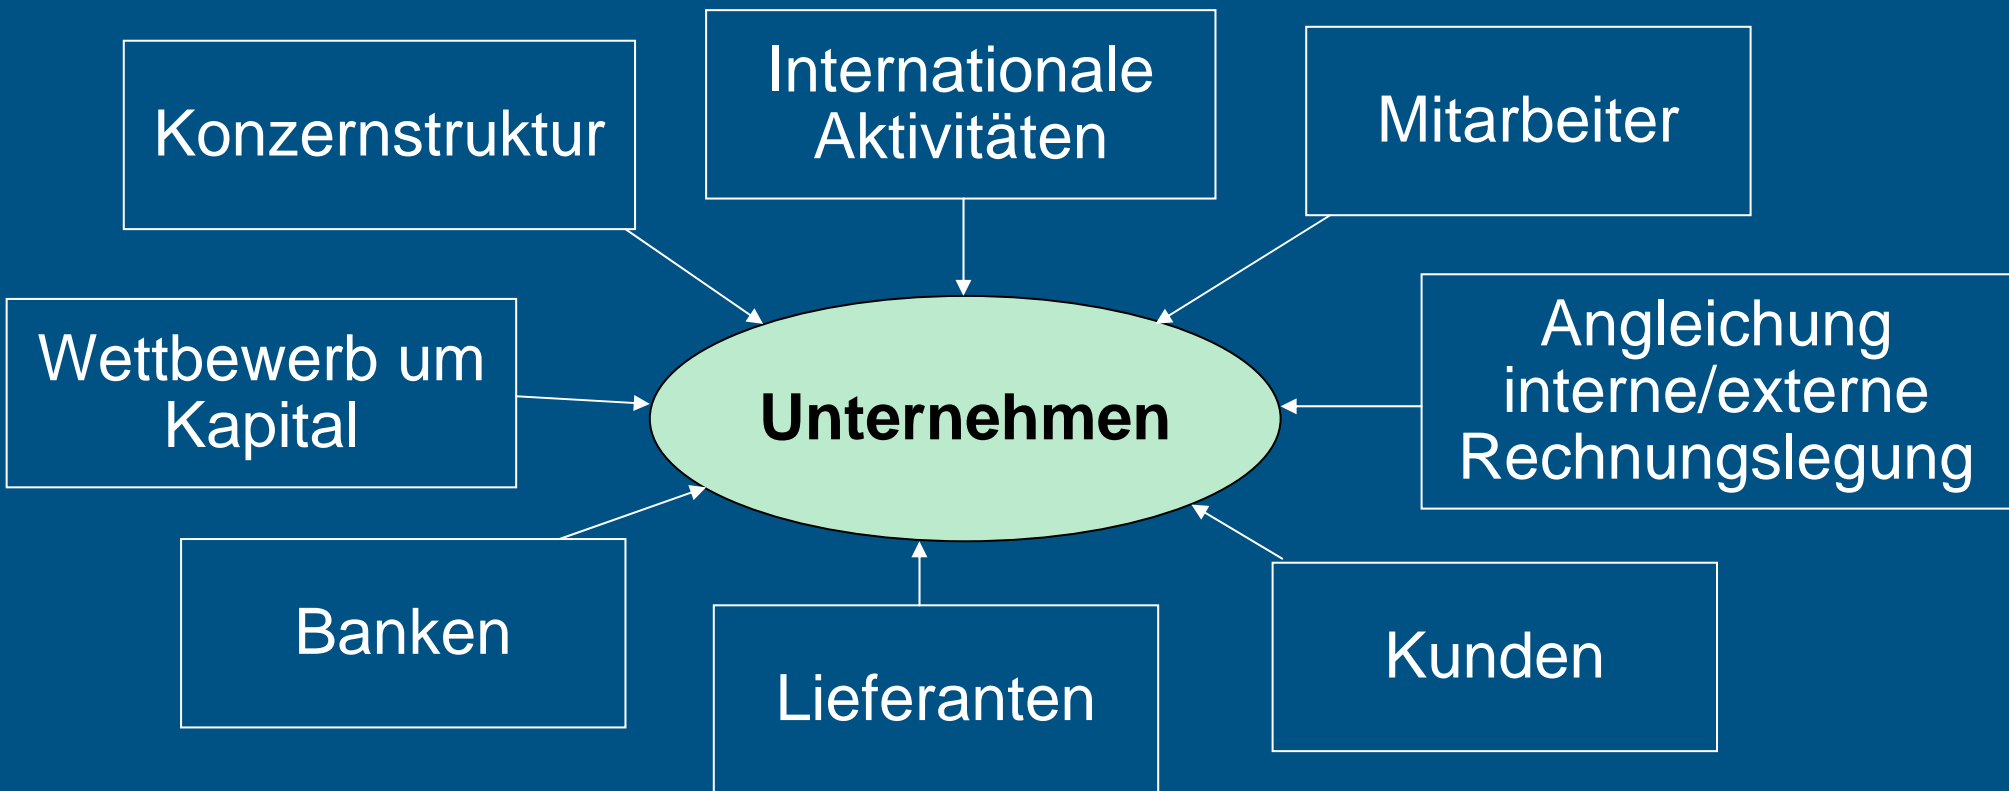 Internationale
Aktivitäten
Konzernstruktur
Mitarbeiter
Wettbewerb um
Kapital
Unternehmen
Angleichung
interne/externe
Rechnungslegung
Banken
Lieferanten
Kunden